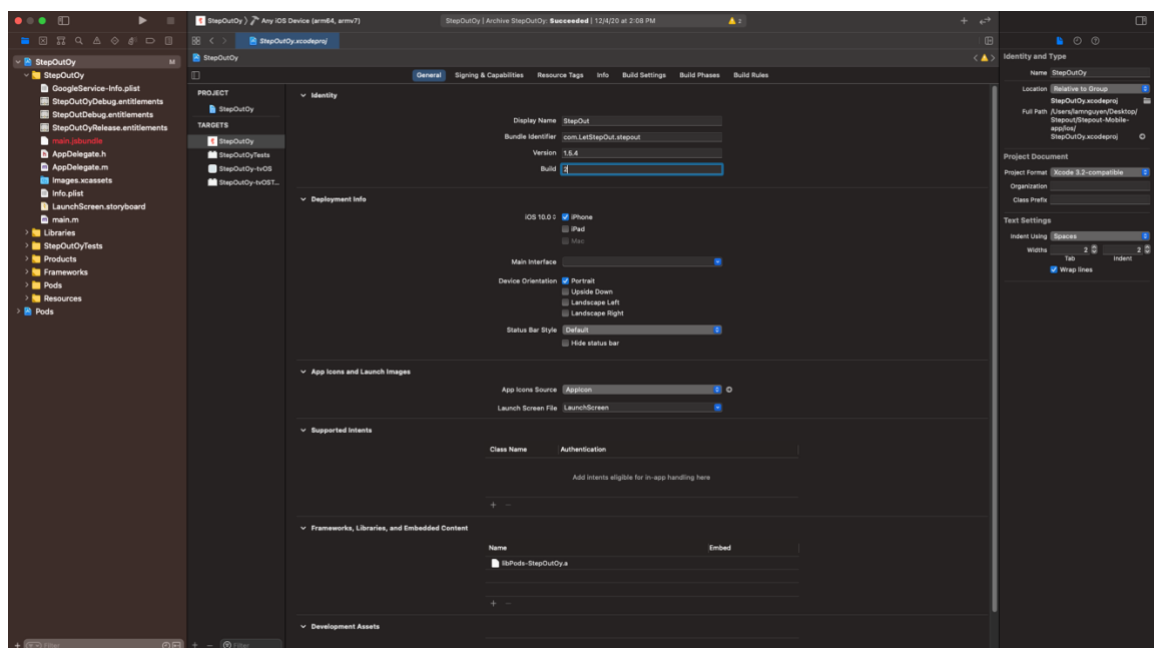 StepOutOy
Any iOS Device (arm64, armv7)
StepOutOy | Archive StepOutOy: Succeeded | 12/4/20 at 2:08 PM
StepOutOy.xcodeproj
StepOutOy M
StepOutOy
GoogleService-Info.plist
StepOutOyDebug.entitlements
StepOutDebug.entitlements
StepOutOyRelease.entitlements
main.jsbundle
AppDelegate.h
AppDelegate.m
Images.xcassets
Info.plist
LaunchScreen.storyboard
main.m
Libraries
StepOutOyTests
Products
Frameworks
Pods
Resources
Pods
Filter
StepOutOy
PROJECT
StepOutOy
TARGETS
StepOutOy
StepOutOyTests
StepOutOy-tvOS
StepOutOy-tvOST...
Filter
General Signing & Capabilities Resource Tags Info Build Settings Build Phases Build Rules
Identity
Display Name StepOut
Bundle Identifier com.LetStepOut.stepout
Version 1.5.4
Build 2
Deployment Info
iOS 10.0 iPhone
iPad
Mac
Main Interface
Device Orientation Portrait
Upside Down
Landscape Left
Landscape Right
Status Bar Style Default
Hide status bar
App Icons and Launch Images
App Icons Source AppIcon
Launch Screen File LaunchScreen
Supported Intents
Class Name Authentication
Add intents eligible for in-app handling here
Frameworks, Libraries, and Embedded Content
Name Embed
libPods-StepOutOy.a
Development Assets
Identity and Type
Name StepOutOy
Location Relative to Group
StepOutOy.xcodeproj
Full Path /Users/lamnguyen/Desktop/
Stepout/Stepout-Mobile-
app/ios/
StepOutOy.xcodeproj
Project Document
Project Format Xcode 3.2-compatible
Organization
Class Prefix
Text Settings
Indent Using Spaces
Widths 2 2
Tab Indent
Wrap lines